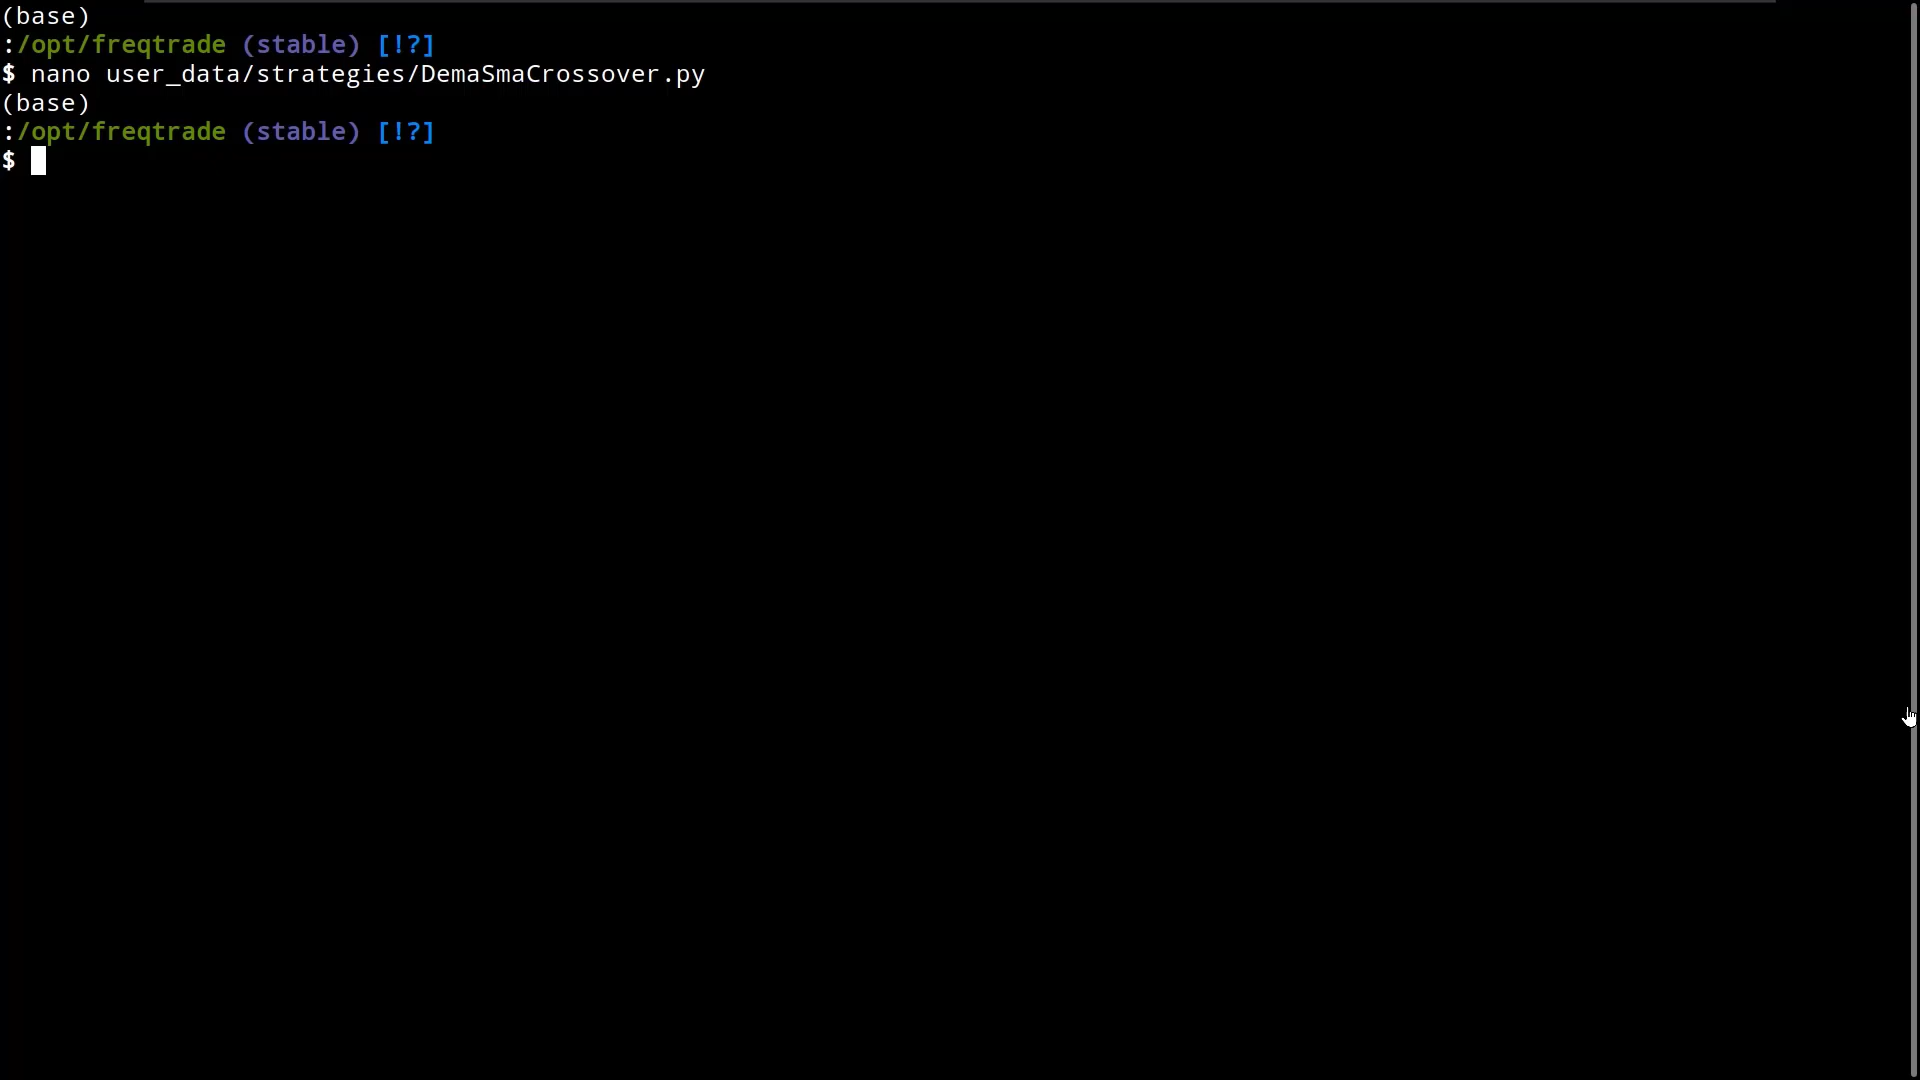 (base)
:/opt/freqtrade (stable) [!?]
$ nano user_data/strategies/DemaSmaCrossover.py
(base)
:/opt/freqtrade (stable) [!?]
$